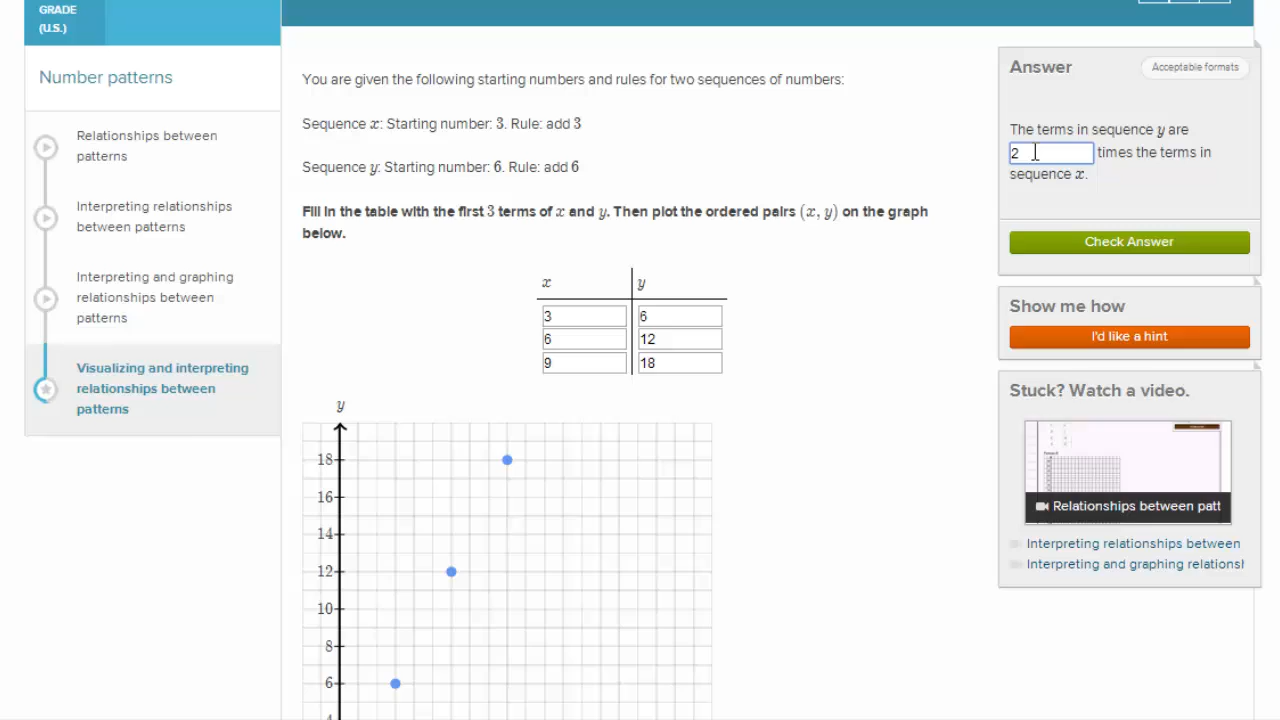 GRADE
(U.S.)
Number patterns
Relationships between
patterns
Interpreting relationships
between patterns
Interpreting and graphing
relationships between
patterns
Visualizing and interpreting
relationships between
patterns
You are given the following starting numbers and rules for two sequences of numbers:
Sequence x: Starting number: 3. Rule: add 3
Sequence y: Starting number: 6. Rule: add 6
Fill in the table with the first 3 terms of x and y. Then plot the ordered pairs (x, y) on the graph
below.
x y
3 6
6 12
9 18
y
18
16
14
12
10
8
6
4
Answer
Acceptable formats
The terms in sequence y are
2 times the terms in
sequence x.
Check Answer
Show me how
I'd like a hint
Stuck? Watch a video.
Relationships between patt
Interpreting relationships between
Interpreting and graphing relationsh